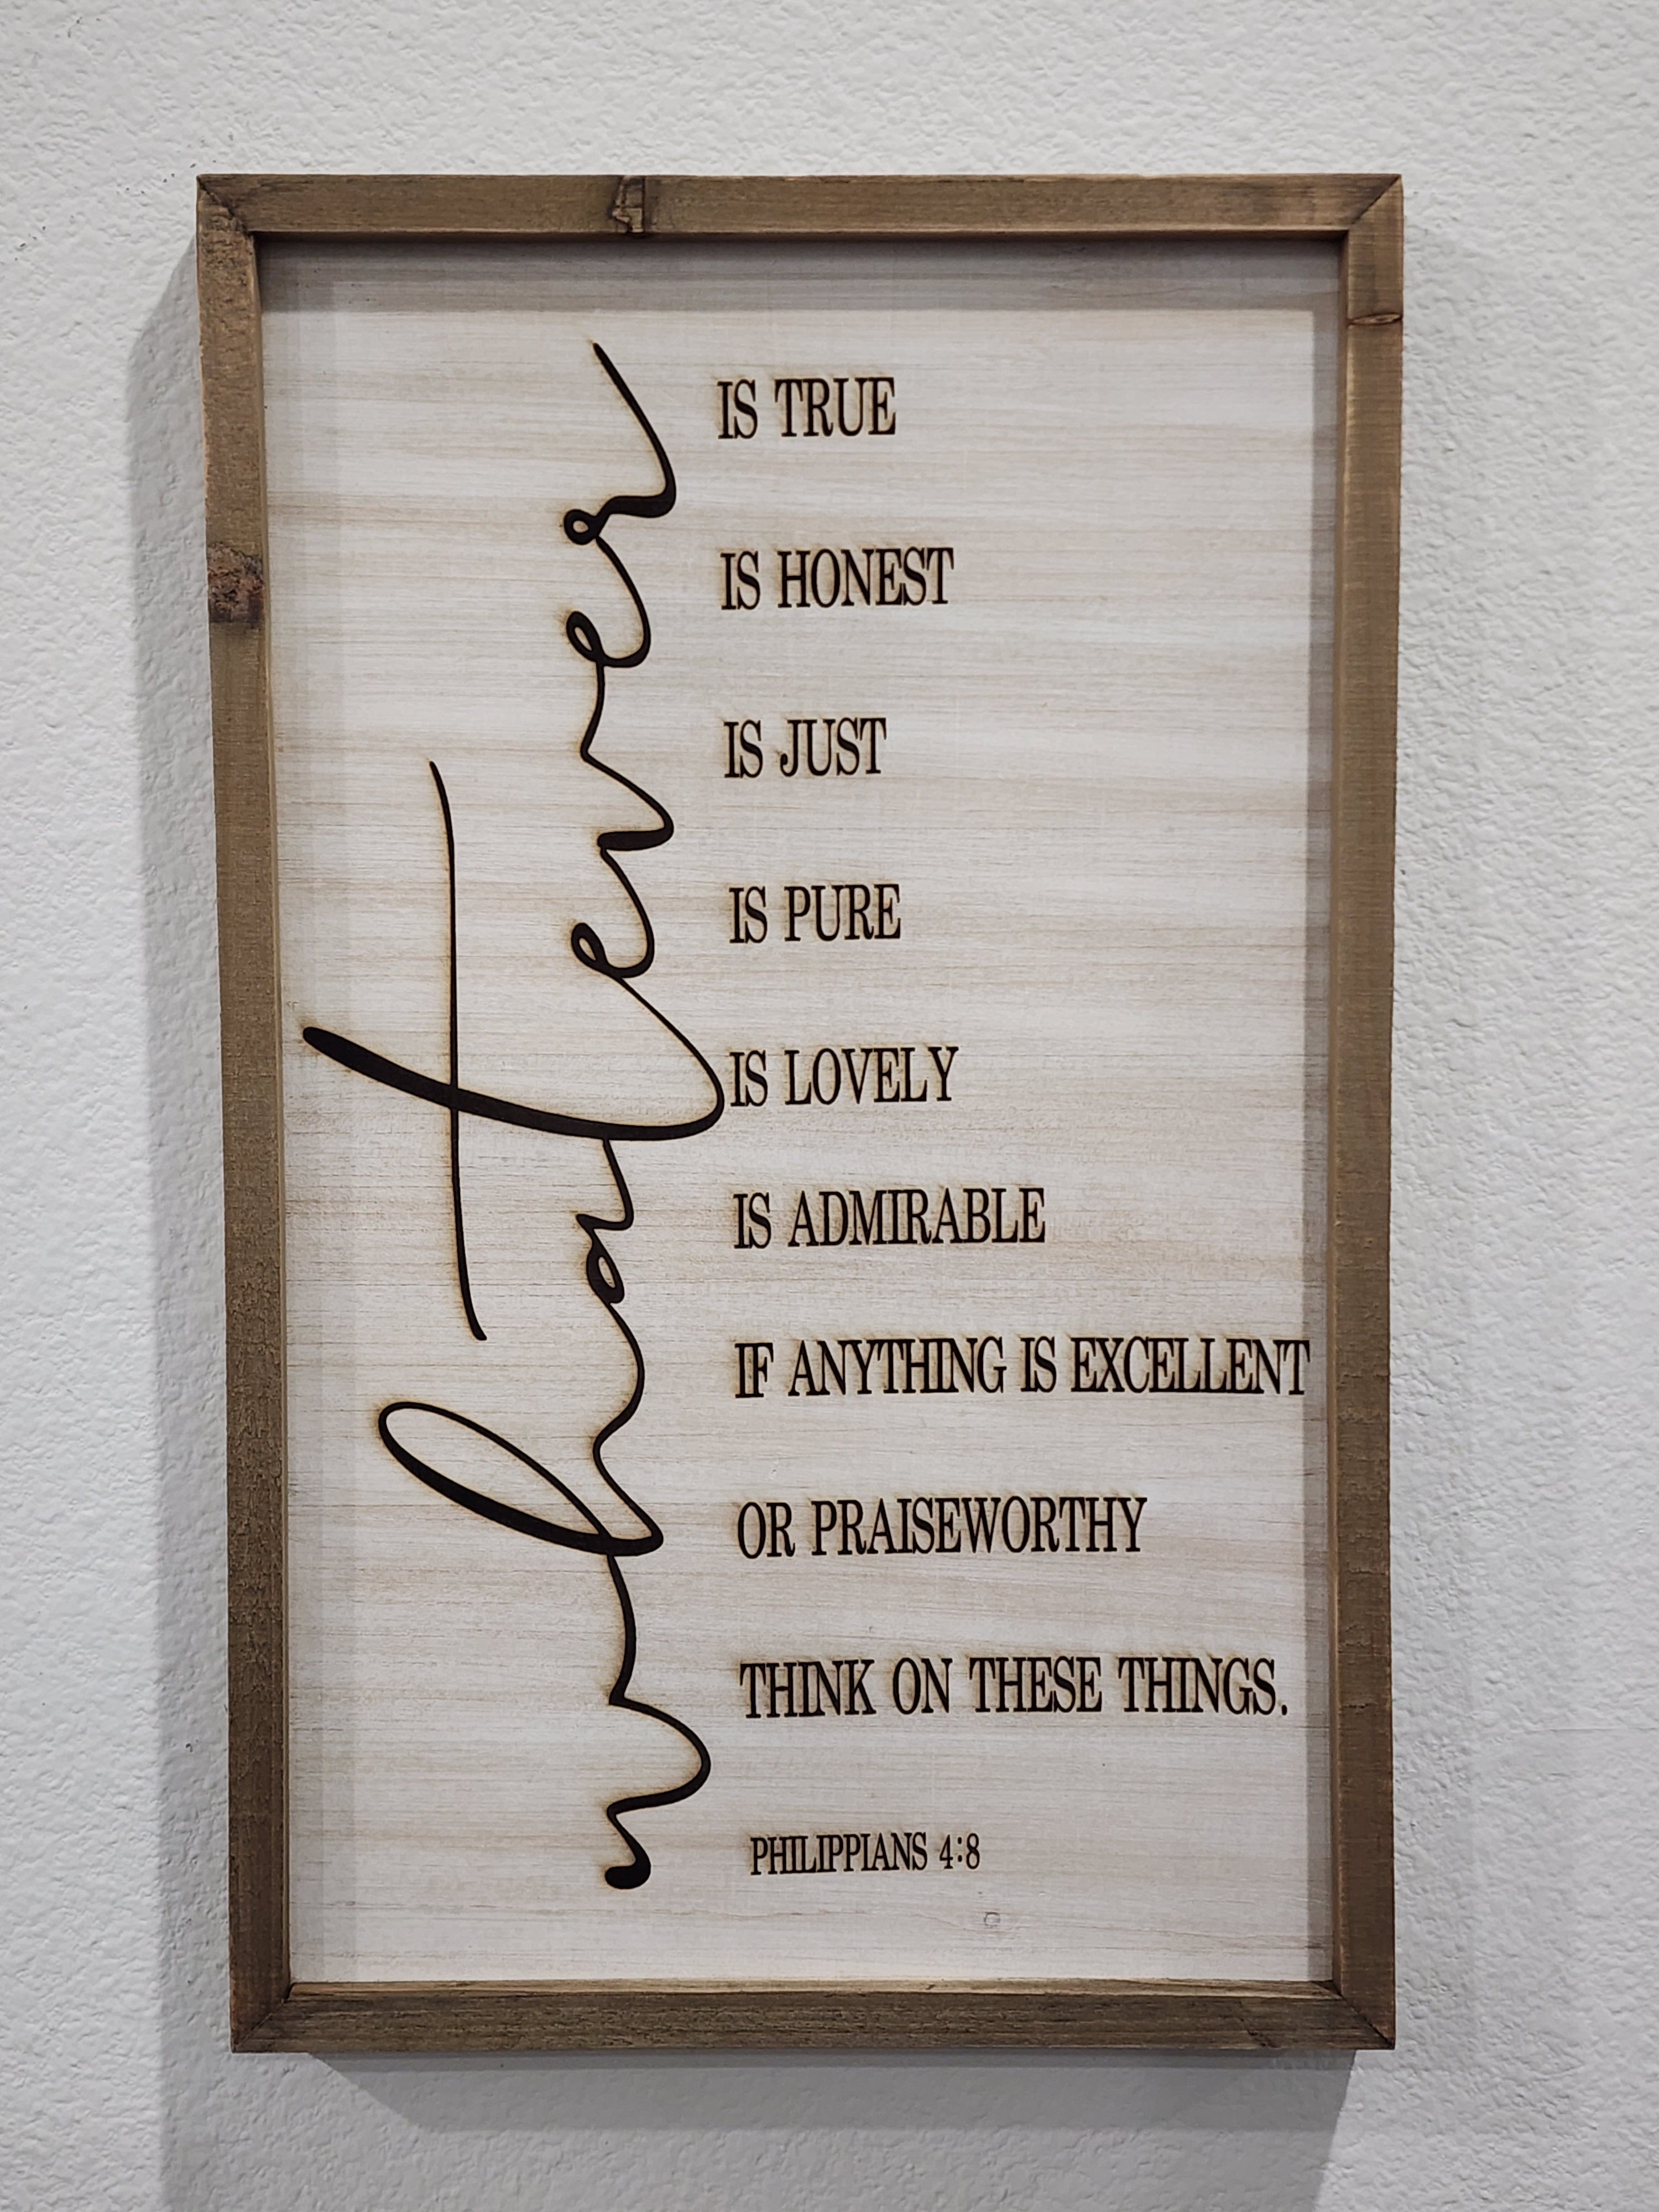 whatever
IS TRUE
IS HONEST
IS JUST
IS PURE
IS LOVELY
IS ADMIRABLE
IF ANYTHING IS EXCELLENT
OR PRAISEWORTHY
THINK ON THESE THINGS.
PHILIPPIANS 4:8